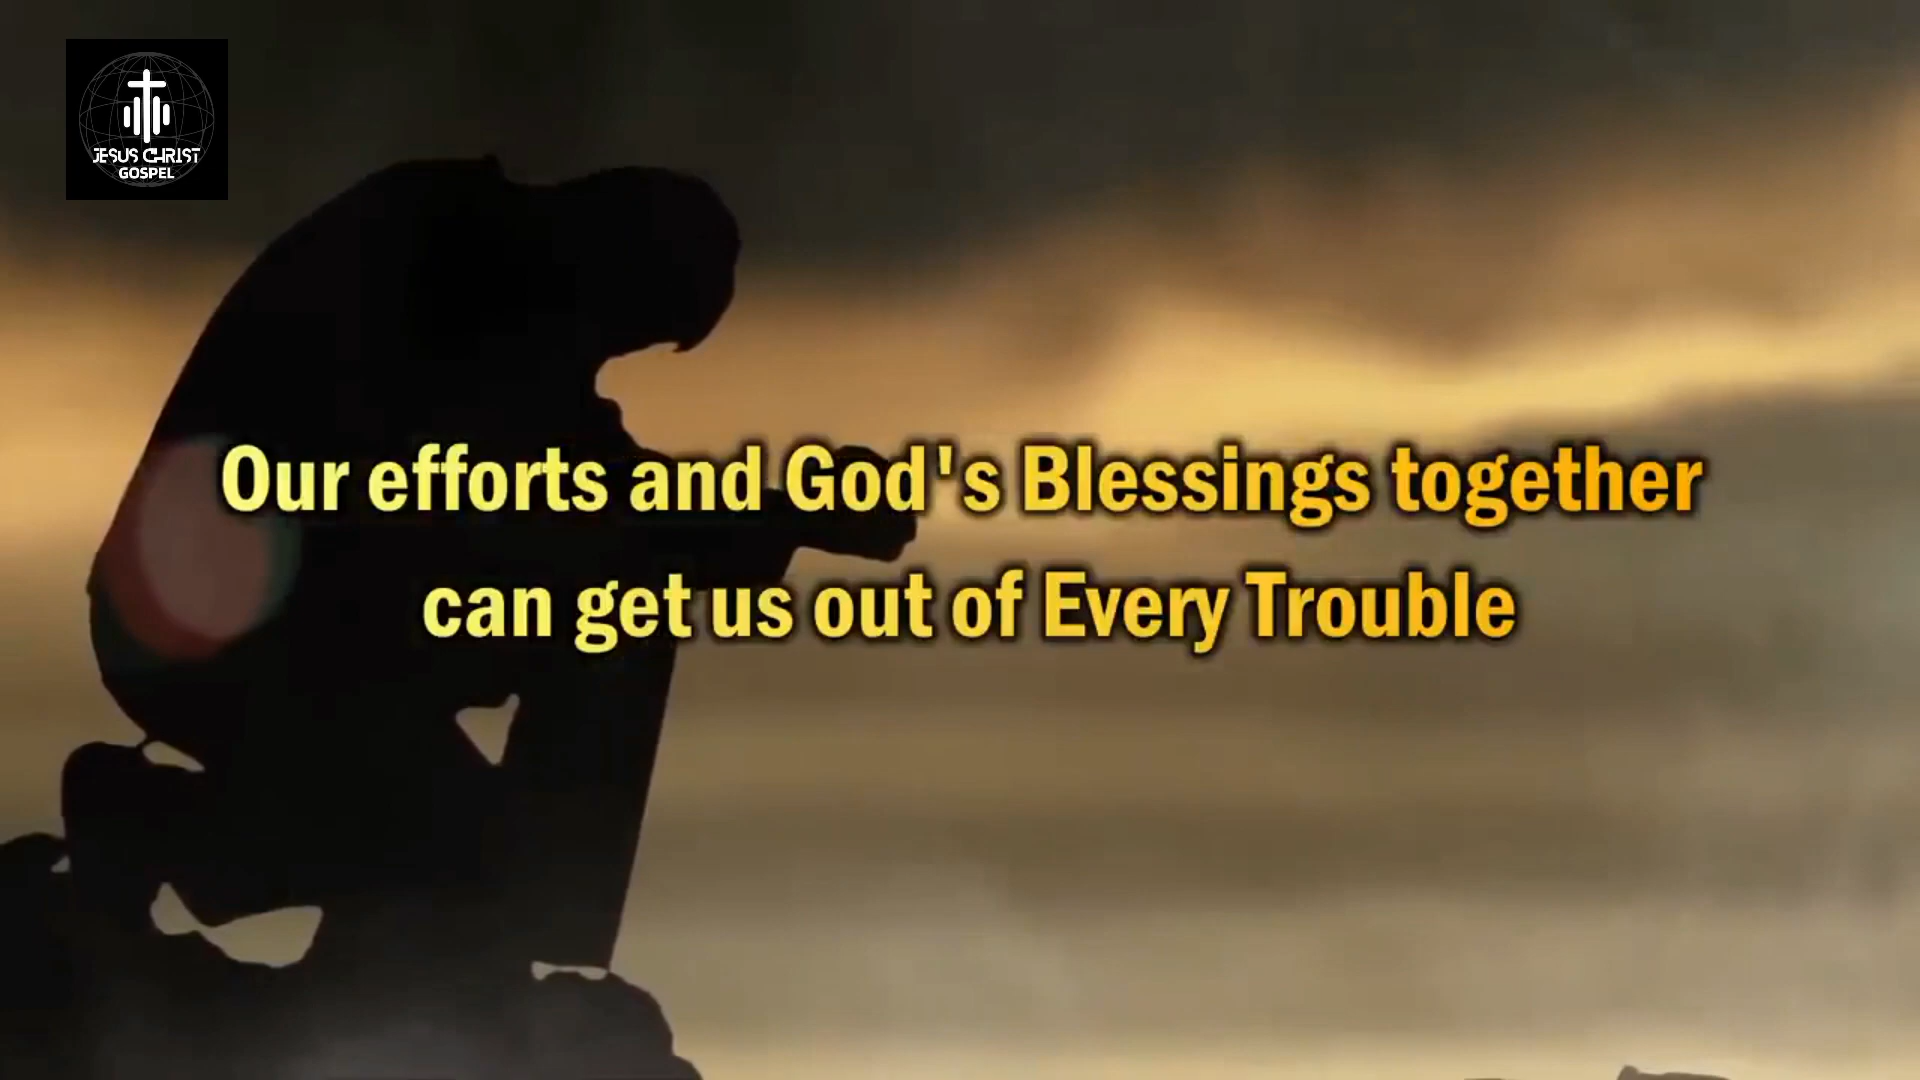 JESUS CHRIST
GOSPEL
Our efforts and God's Blessings together
can get us out of Every Trouble